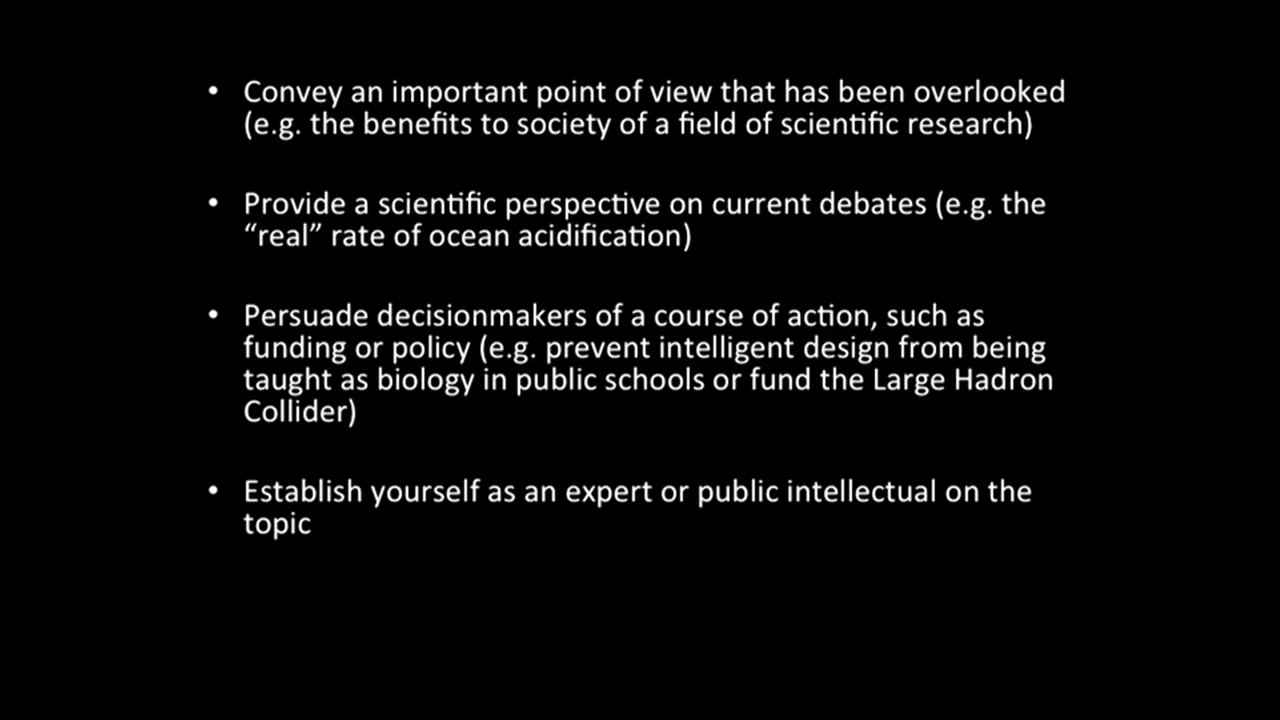 • Convey an important point of view that has been overlooked
(e.g. the benefits to society of a field of scientific research)
• Provide a scientific perspective on current debates (e.g. the
“real” rate of ocean acidification)
• Persuade decisionmakers of a course of action, such as
funding or policy (e.g. prevent intelligent design from being
taught as biology in public schools or fund the Large Hadron
Collider)
• Establish yourself as an expert or public intellectual on the
topic